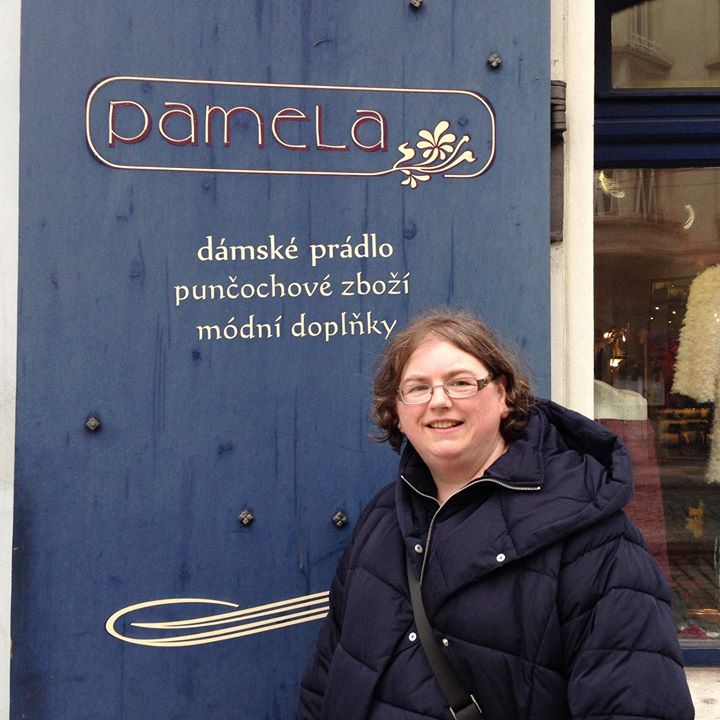 pameLa
dámské prádlo
punčochové zboží
módní doplňky